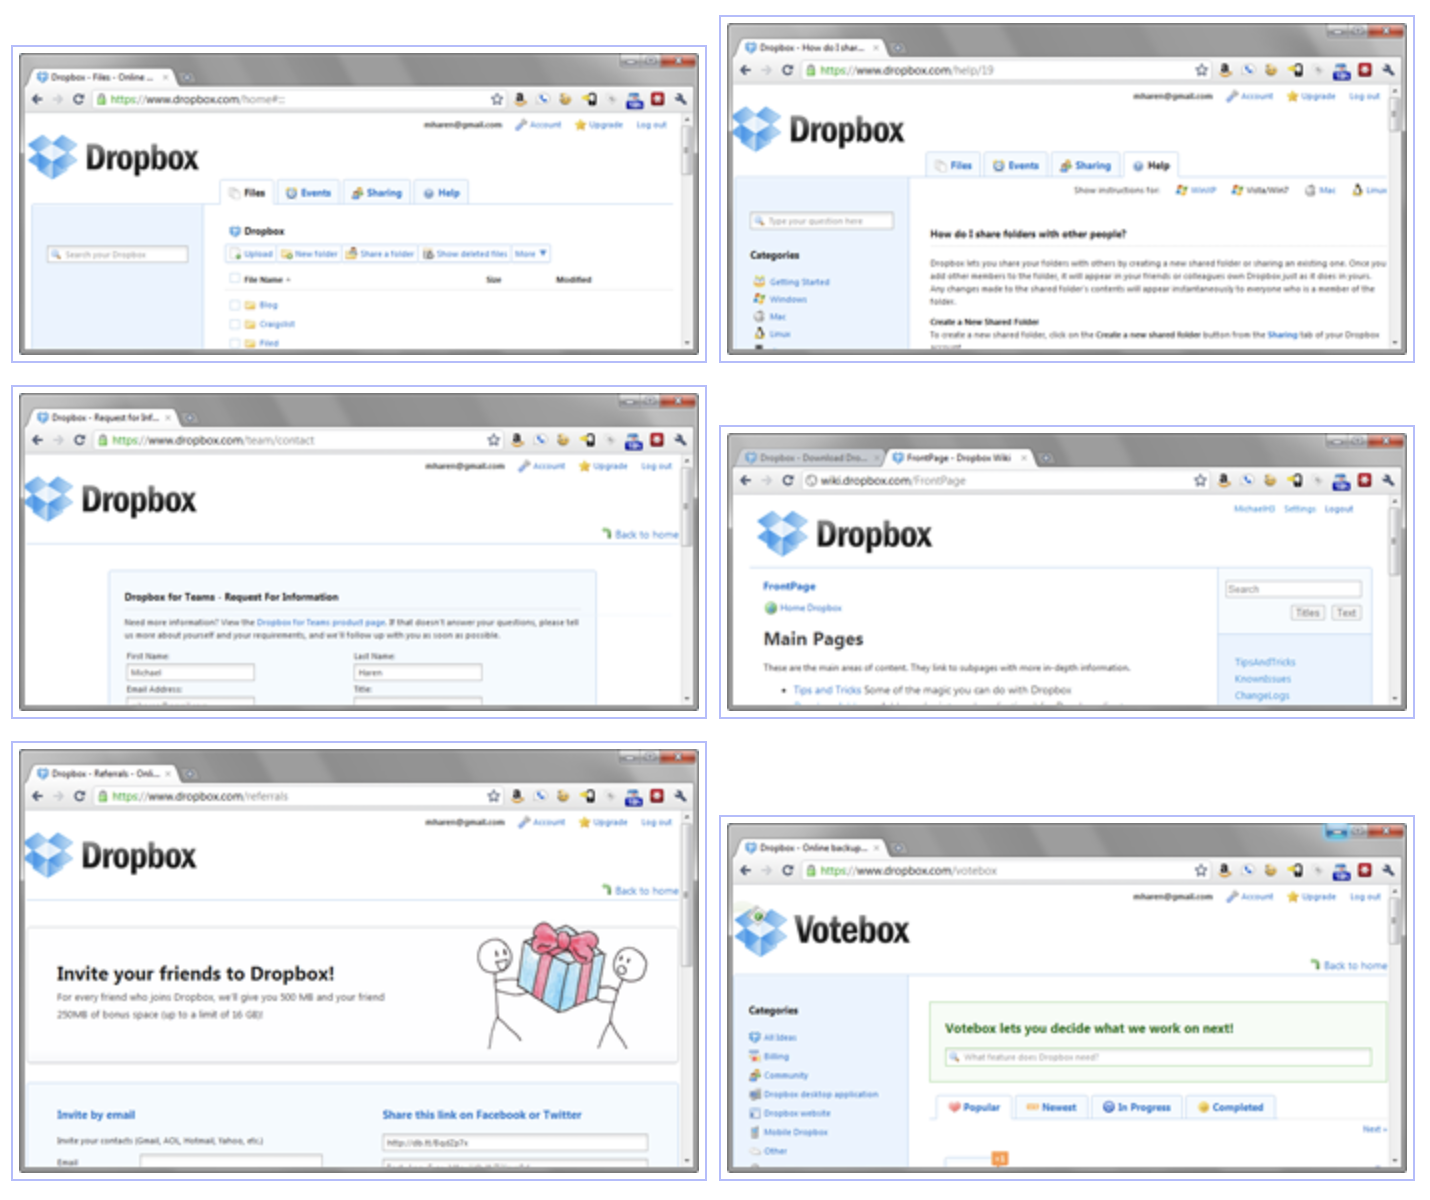 Dropbox - Files - Online ...
https://www.dropbox.com/home#::
mharen@gmail.com Account Upgrade Log out
Dropbox
Files Events Sharing Help
Dropbox
Search your Dropbox
Upload New folder Share a folder Show deleted files More
File Name Size Modified
Blog
Craigslist
Filed
Dropbox - How do I shar...
https://www.dropbox.com/help/19
mharen@gmail.com Account Upgrade Log out
Dropbox
Files Events Sharing Help
Show instructions for: WinXP Vista/Win7 Mac Linux
Type your question here
Categories
Getting Started
Windows
Mac
Linux
How do I share folders with other people?
Dropbox lets you share your folders with others by creating a new shared folder or sharing an existing one. Once you
add other members to the folder, it will appear in your friends or colleagues own Dropbox just as it does in yours.
Any changes made to the shared folder's contents will appear instantaneously to everyone who is a member of the
folder.
Create a New Shared Folder
To create a new shared folder, click on the Create a new shared folder button from the Sharing tab of your Dropbox
account.
Dropbox - Request for Inf...
https://www.dropbox.com/team/contact
mharen@gmail.com Account Upgrade Log out
Dropbox
Back to home
Dropbox for Teams - Request For Information
Need more information? View the Dropbox for Teams product page. If that doesn't answer your questions, please tell
us more about yourself and your requirements, and we'll follow up with you as soon as possible.
First Name: Last Name:
Michael Haren
Email Address: Title:
Dropbox - Download Dro... FrontPage - Dropbox Wiki
wiki.dropbox.com/FrontPage
MichaelH3 Settings Logout
Dropbox
FrontPage
Home Dropbox
Main Pages
These are the main areas of content. They link to subpages with more in-depth information.
Tips and Tricks Some of the magic you can do with Dropbox
Search
Titles Text
TipsAndTricks
KnownIssues
ChangeLogs
Dropbox - Referrals - Onli...
https://www.dropbox.com/referrals
mharen@gmail.com Account Upgrade Log out
Dropbox
Back to home
Invite your friends to Dropbox!
For every friend who joins Dropbox, we'll give you 500 MB and your friend
250MB of bonus space (up to a limit of 16 GB)!
Invite by email
Invite your contacts (Gmail, AOL, Hotmail, Yahoo, etc.)
Email
Share this link on Facebook or Twitter
Dropbox - Online backup...
https://www.dropbox.com/votebox
mharen@gmail.com Account Upgrade Log out
Votebox
Back to home
Categories
All Ideas
Billing
Community
Dropbox desktop application
Dropbox website
Mobile Dropbox
Other
Votebox lets you decide what we work on next!
What feature does Dropbox need?
Popular Newest In Progress Completed
Next »